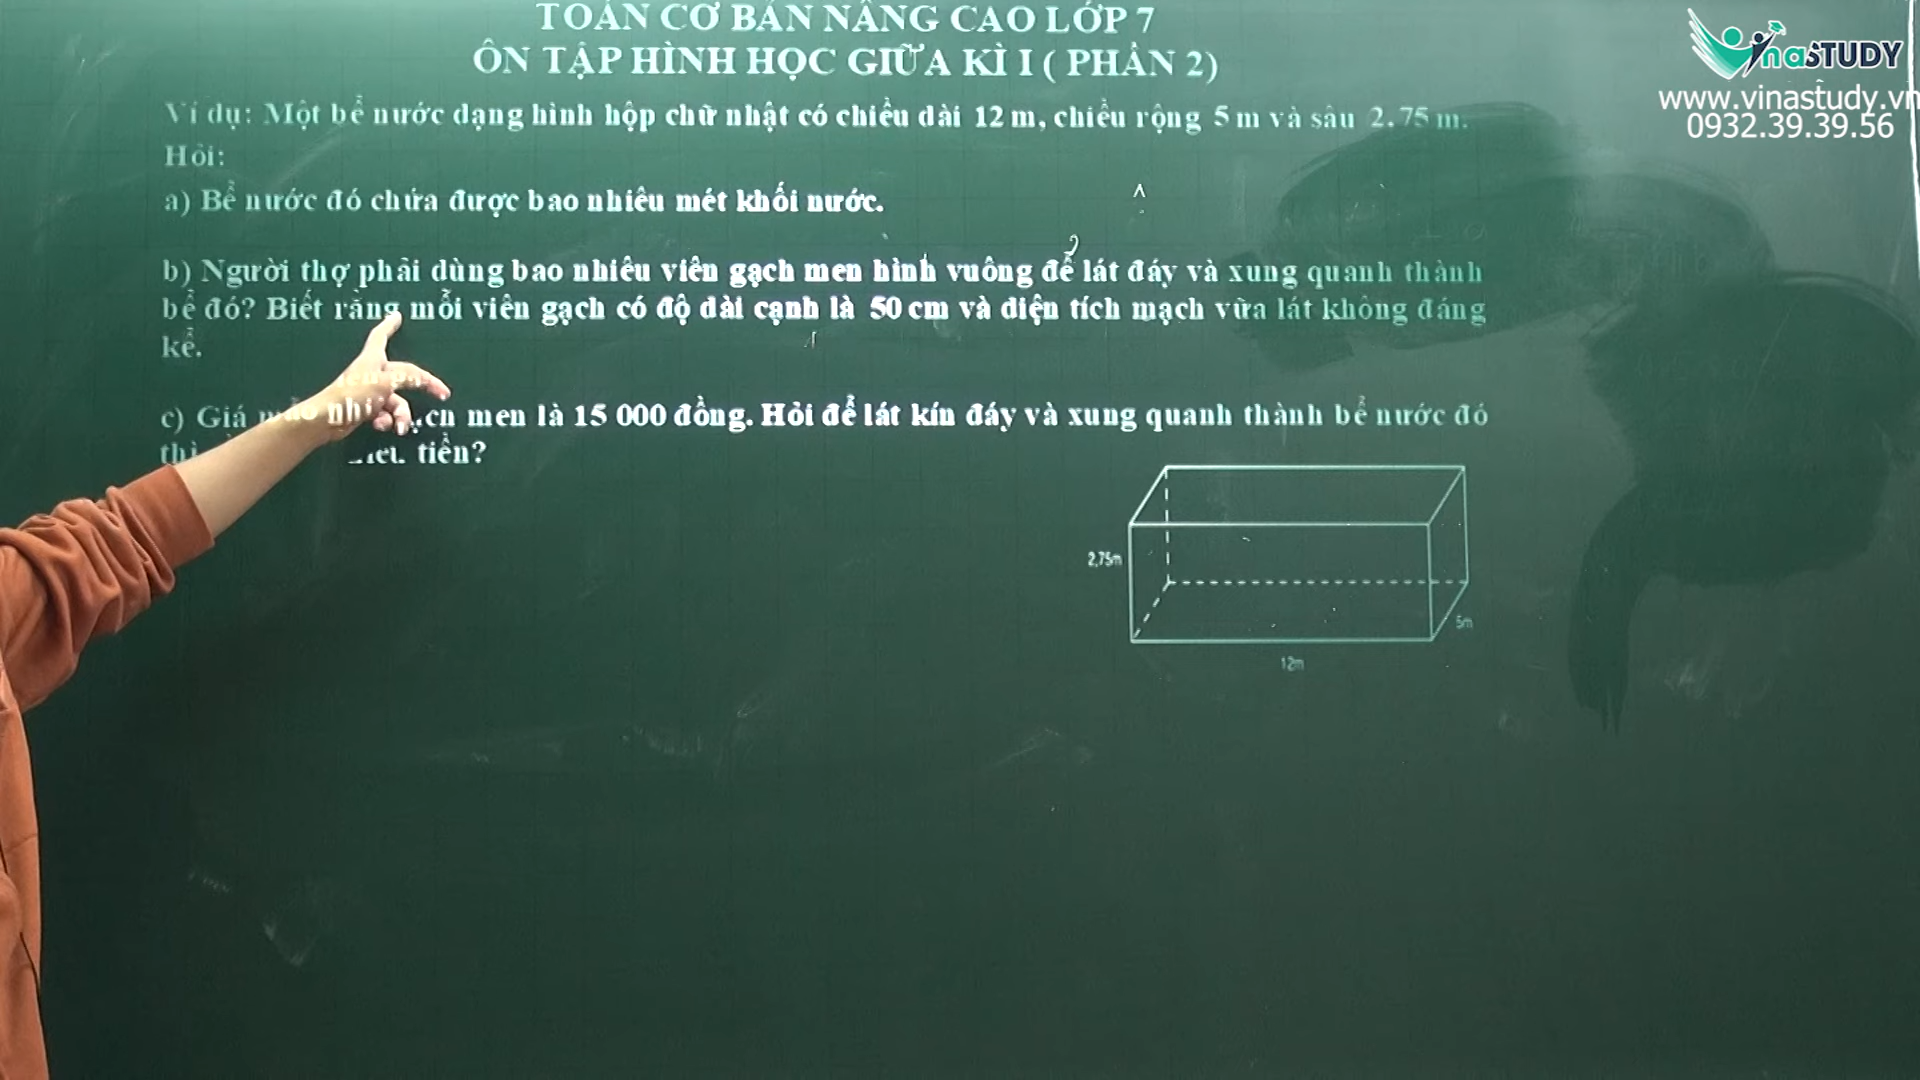 TOÁN CƠ BẢN NÂNG CAO LỚP 7
ÔN TẬP HÌNH HỌC GIỮA KÌ I ( PHẦN 2)
VinaSTUDY
www.vinastudy.vn
0932.39.39.56
Ví dụ: Một bể nước dạng hình hộp chữ nhật có chiều dài 12 m, chiều rộng 5 m và sâu 2.75 m.
Hỏi:
a) Bể nước đó chứa được bao nhiêu mét khối nước.
b) Người thợ phải dùng bao nhiêu viên gạch men hình vuông để lát đáy và xung quanh thành
bể đó? Biết rằng mỗi viên gạch có độ dài cạnh là 50 cm và diện tích mạch vữa lát không đáng
kể.
c) Giá men là 15 000 đồng. Hỏi để lát kín đáy và xung quanh thành bể nước đó
tiền?
2,75m
5m
12m